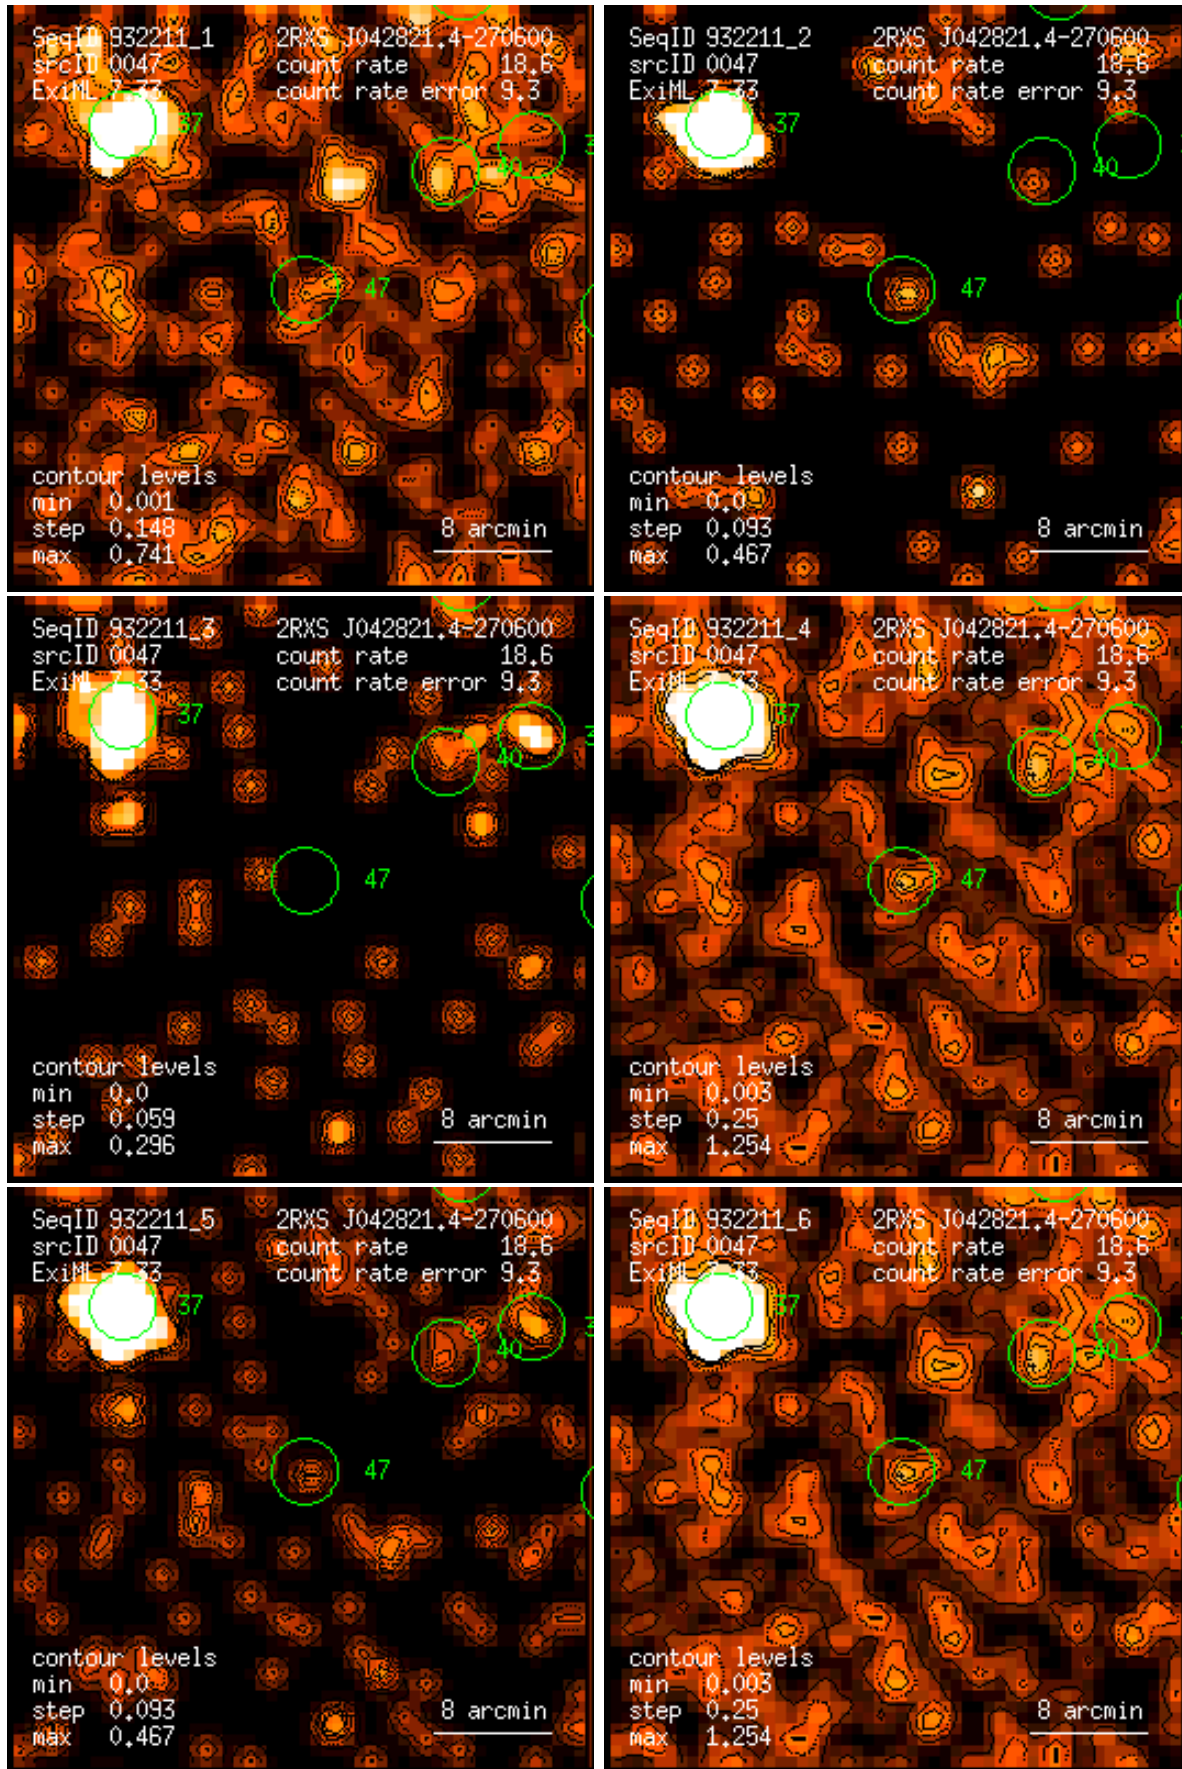 SeqID 932211_1 2RXS J042821.4-270600
srcID 0047 count rate 18.6
ExiML 7.33 count rate error 9.3
37
40
47
contour levels
min 0.001
step 0.148
max 0.741
8 arcmin
SeqID 932211_2 2RXS J042821.4-270600
srcID 0047 count rate 18.6
ExiML 7.33 count rate error 9.3
37
40
47
contour levels
min 0.0
step 0.093
max 0.467
8 arcmin
SeqID 932211_3 2RXS J042821.4-270600
srcID 0047 count rate 18.6
ExiML 7.33 count rate error 9.3
37
40
47
contour levels
min 0.0
step 0.059
max 0.296
8 arcmin
SeqID 932211_4 2RXS J042821.4-270600
srcID 0047 count rate 18.6
ExiML 7.33 count rate error 9.3
37
40
47
contour levels
min 0.003
step 0.25
max 1.254
8 arcmin
SeqID 932211_5 2RXS J042821.4-270600
srcID 0047 count rate 18.6
ExiML 7.33 count rate error 9.3
37
40
47
contour levels
min 0.0
step 0.093
max 0.467
8 arcmin
SeqID 932211_6 2RXS J042821.4-270600
srcID 0047 count rate 18.6
ExiML 7.33 count rate error 9.3
37
40
47
contour levels
min 0.003
step 0.25
max 1.254
8 arcmin